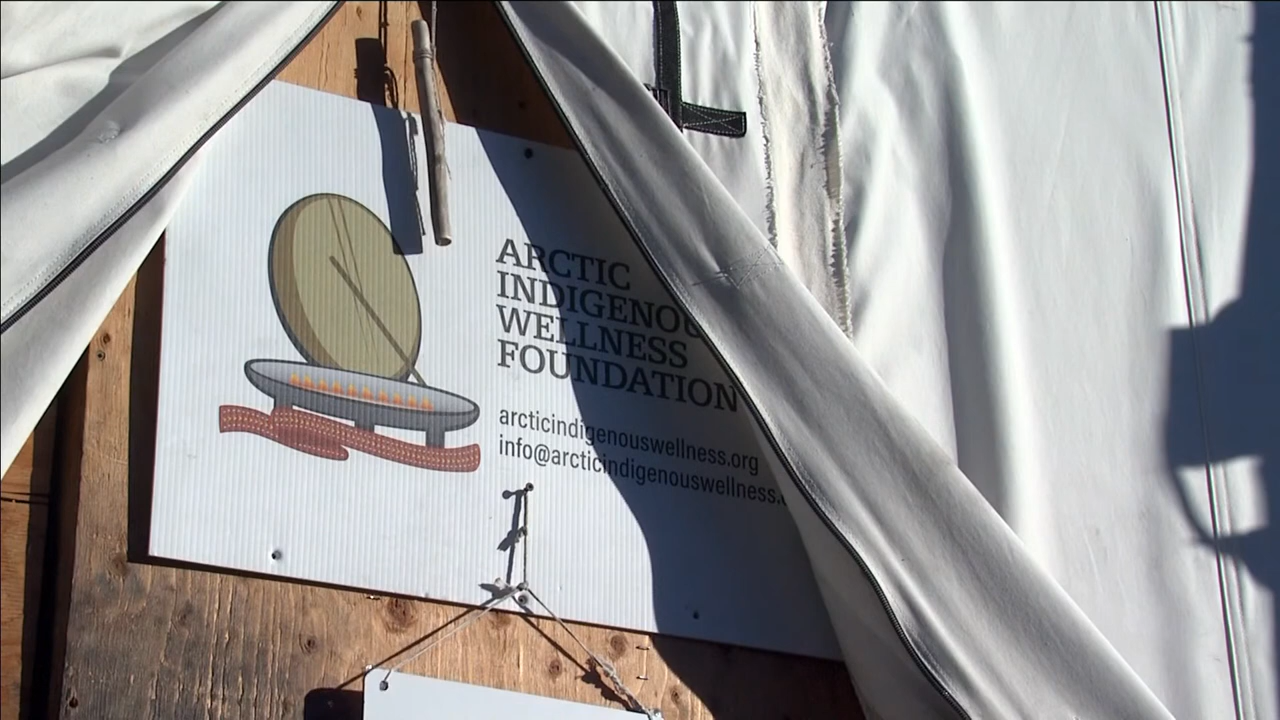 ARCTIC
INDIGENOU
WELLNESS
FOUNDATION
arcticindigenouswellness.org
info@arcticindigenouswellness.